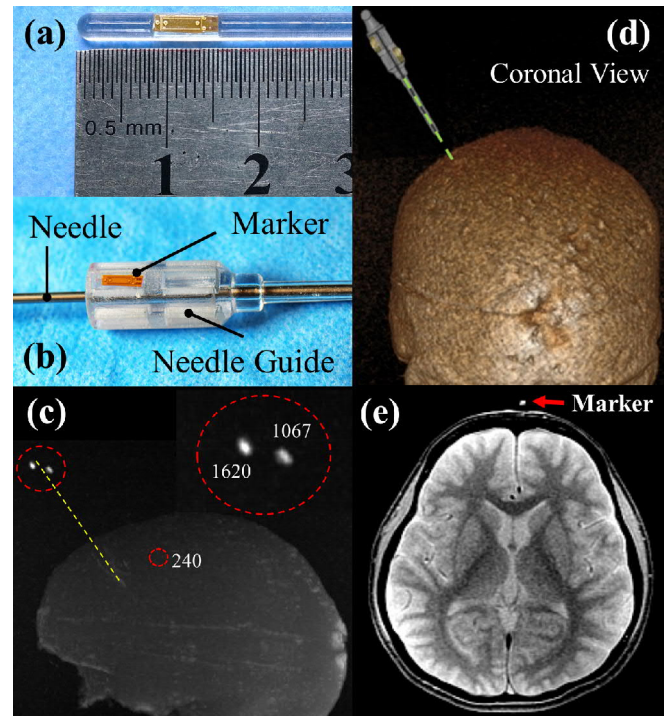 (a)
0.5 mm
1
2
3
Needle
Marker
(b)
Needle Guide
(c)
1620
1067
240
(d)
Coronal View
(e)
Marker